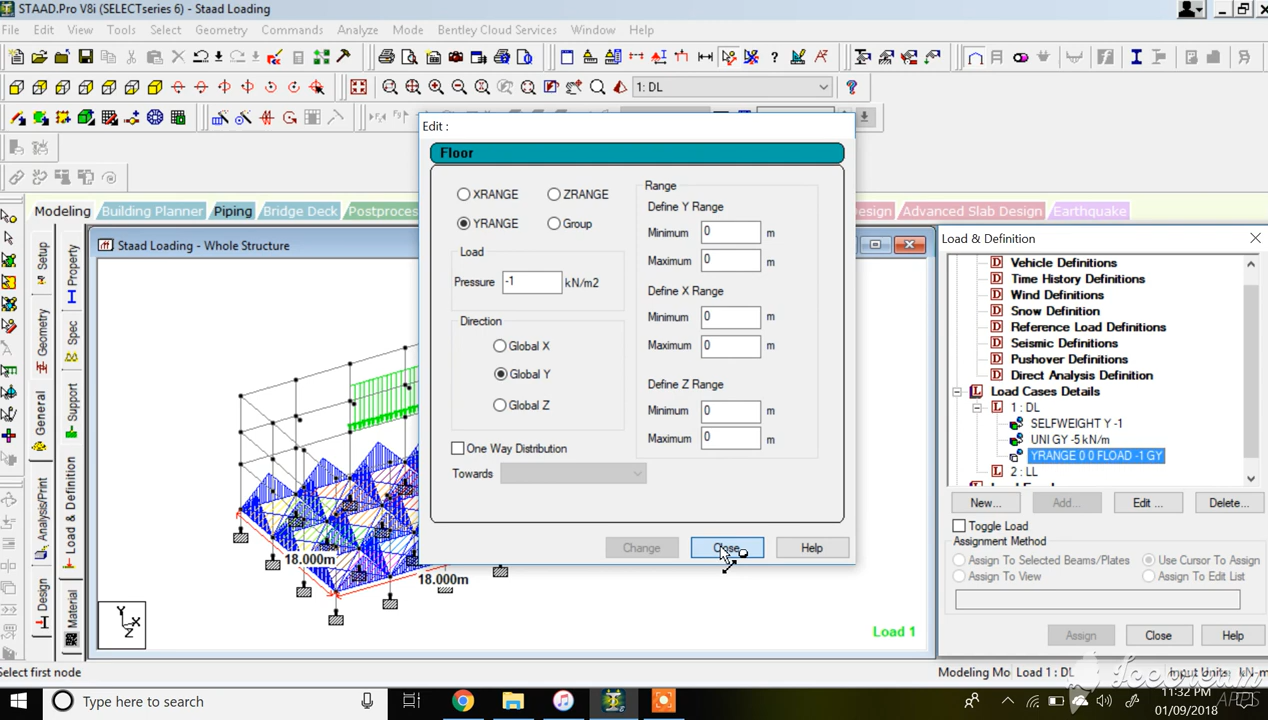 STAAD.Pro V8i (SELECTseries 6) - Staad Loading
File Edit View Tools Select Geometry Commands Analyze Mode Bentley Cloud Services Window Help
1: DL
Modeling Building Planner Piping Bridge Deck Postproces
Design Advanced Slab Design Earthquake
Staad Loading - Whole Structure
Setup
Geometry
General
Analysis/Print
Design
Property
Spec
Support
Load & Definition
Material
18.000m
18.000m
Y
X
Z
Load 1
Edit :
Floor
XRANGE ZRANGE
YRANGE Group
Load
Pressure -1 kN/m2
Direction
Global X
Global Y
Global Z
One Way Distribution
Towards
Range
Define Y Range
Minimum 0 m
Maximum 0 m
Define X Range
Minimum 0 m
Maximum 0 m
Define Z Range
Minimum 0 m
Maximum 0 m
Change Close Help
Load & Definition
Vehicle Definitions
Time History Definitions
Wind Definitions
Snow Definition
Reference Load Definitions
Seismic Definitions
Pushover Definitions
Direct Analysis Definition
Load Cases Details
1 : DL
SELFWEIGHT Y -1
UNI GY -5 kN/m
YRANGE 0 0 FLOAD -1 GY
2 : LL
New... Add... Edit ... Delete...
Toggle Load
Assignment Method
Assign To Selected Beams/Plates Use Cursor To Assign
Assign To View Assign To Edit List
Assign Close Help
Select first node
Modeling Mo Load 1 : DL Input Units: kN-m
Type here to search
11:32 PM
01/09/2018
Icecream
APPS